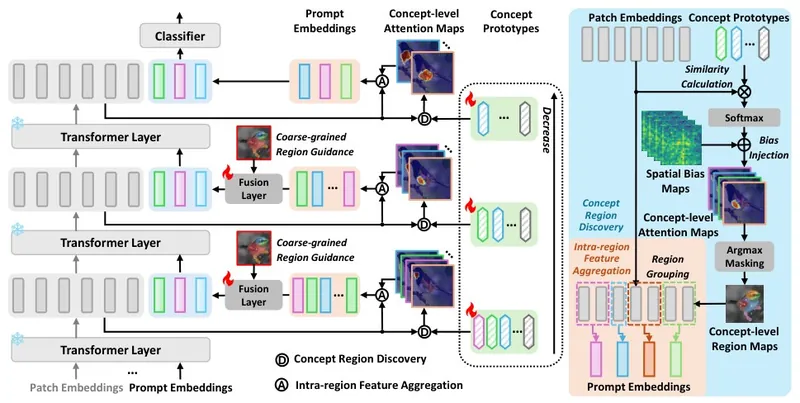 Classifier
Prompt
Embeddings
Concept-level
Attention Maps
Concept
Prototypes
A
D
Decrease
Transformer Layer
Coarse-grained
Region Guidance
Fusion
Layer
A
D
Transformer Layer
Coarse-grained
Region Guidance
Fusion
Layer
A
D
Transformer Layer
Patch Embeddings
...
Prompt Embeddings
D Concept Region Discovery
A Intra-region Feature Aggregation
Patch Embeddings
Concept Prototypes
Similarity
Calculation
Softmax
Bias
Injection
Spatial Bias
Maps
Concept
Region
Discovery
Concept-level
Attention Maps
Argmax
Masking
Intra-region
Feature
Aggregation
Region
Grouping
Concept-level
Region Maps
Prompt Embeddings